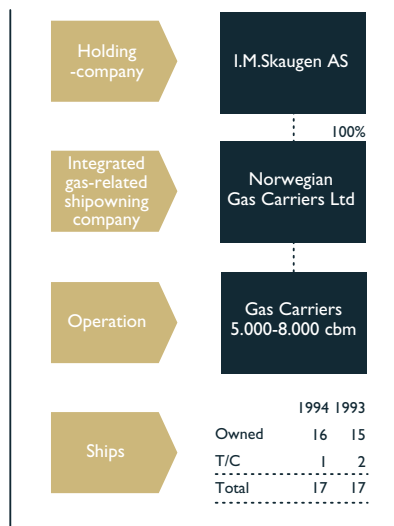 Holding
-company
I.M.Skaugen AS
100%
Integrated
gas-related
shipowning
company
Norwegian
Gas Carriers Ltd
Operation
Gas Carriers
5.000-8.000 cbm
Ships
1994 1993
Owned 16 15
T/C 1 2
Total 17 17